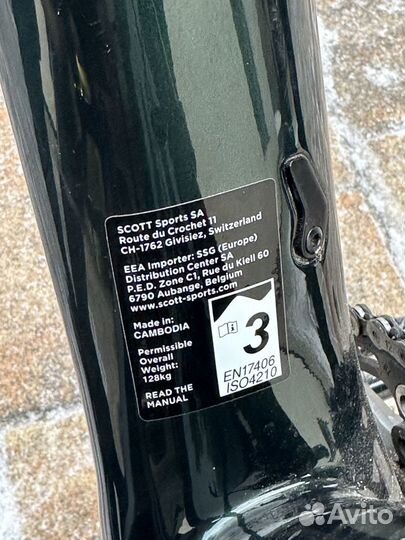 SCOTT Sports SA
Route du Crochet 11
CH-1762 Givisiez, Switzerland
EEA Importer: SSG (Europe)
Distribution Center SA
P.E.D. Zone C1, Rue du Kiell 60
6790 Aubange, Belgium
www.scott-sports.com
Made in:
CAMBODIA
Permissible
Overall
Weight:
128kg
READ THE
MANUAL
3
EN17406
ISO4210
Avito